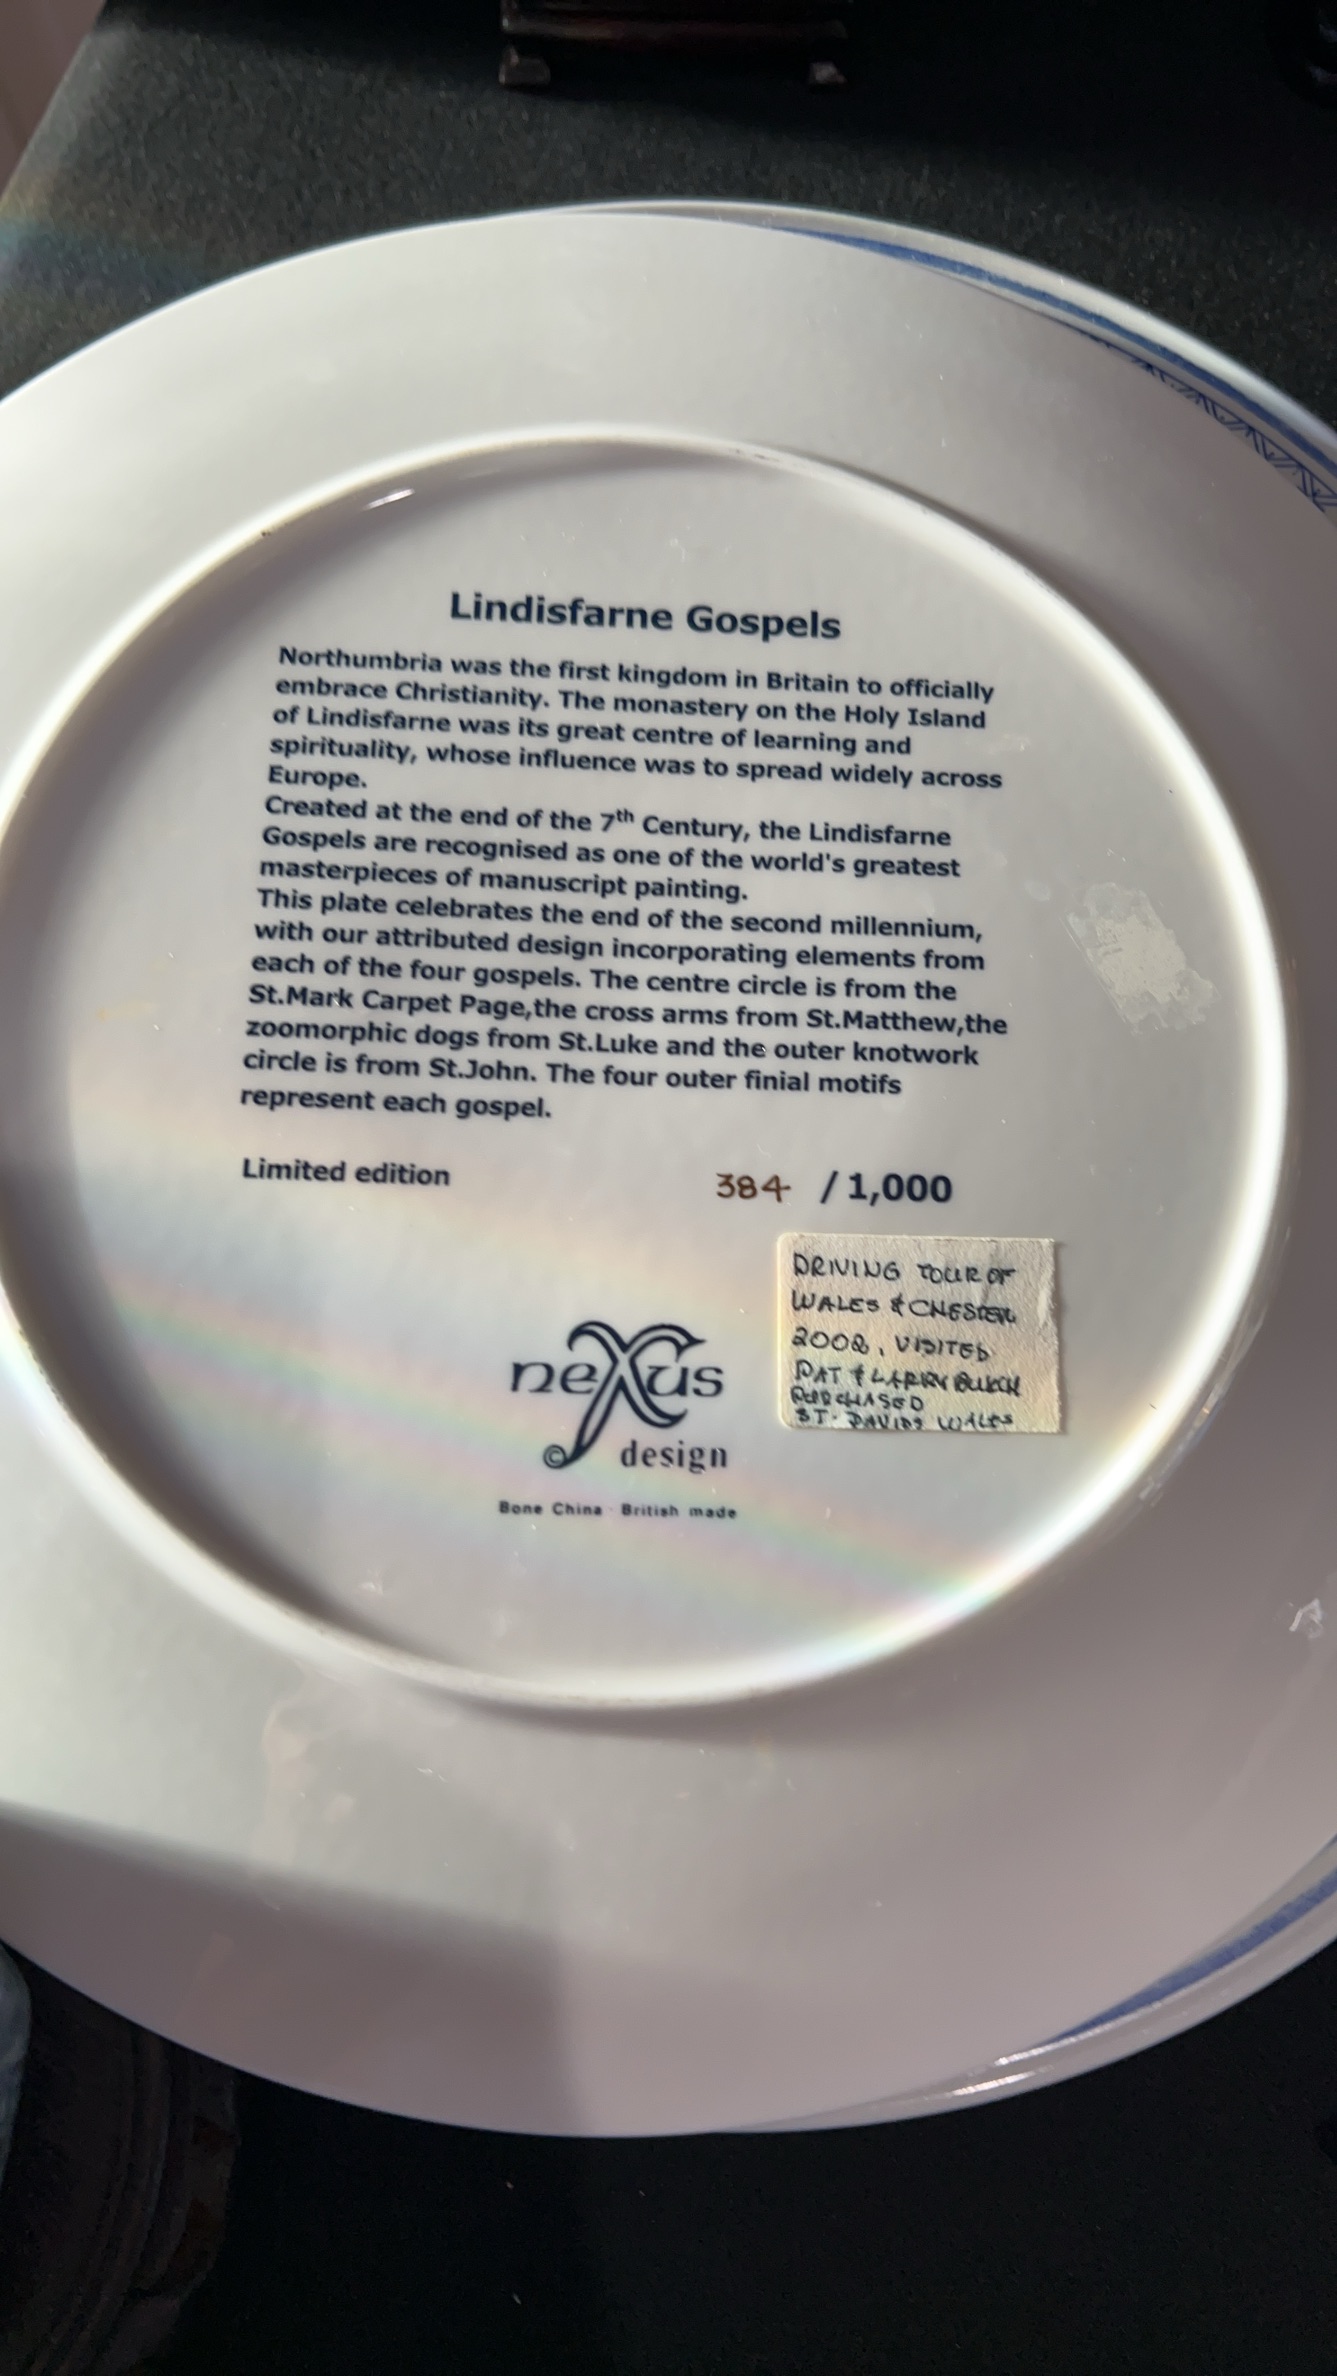 Lindisfarne Gospels
Northumbria was the first kingdom in Britain to officially
embrace Christianity. The monastery on the Holy Island
of Lindisfarne was its great centre of learning and
spirituality, whose influence was to spread widely across
Europe.
Created at the end of the 7th Century, the Lindisfarne
Gospels are recognised as one of the world's greatest
masterpieces of manuscript painting.
This plate celebrates the end of the second millennium,
with our attributed design incorporating elements from
each of the four gospels. The centre circle is from the
St.Mark Carpet Page,the cross arms from St.Matthew,the
zoomorphic dogs from St.Luke and the outer knotwork
circle is from St.John. The four outer finial motifs
represent each gospel.
Limited edition 384 / 1,000
DRIVING TOUR OF
WALES & CHESTER
VISITED
PAT & LARRY
PURCHASED
ST. DAVIDS WALES
neXus
© design
Bone China · British made